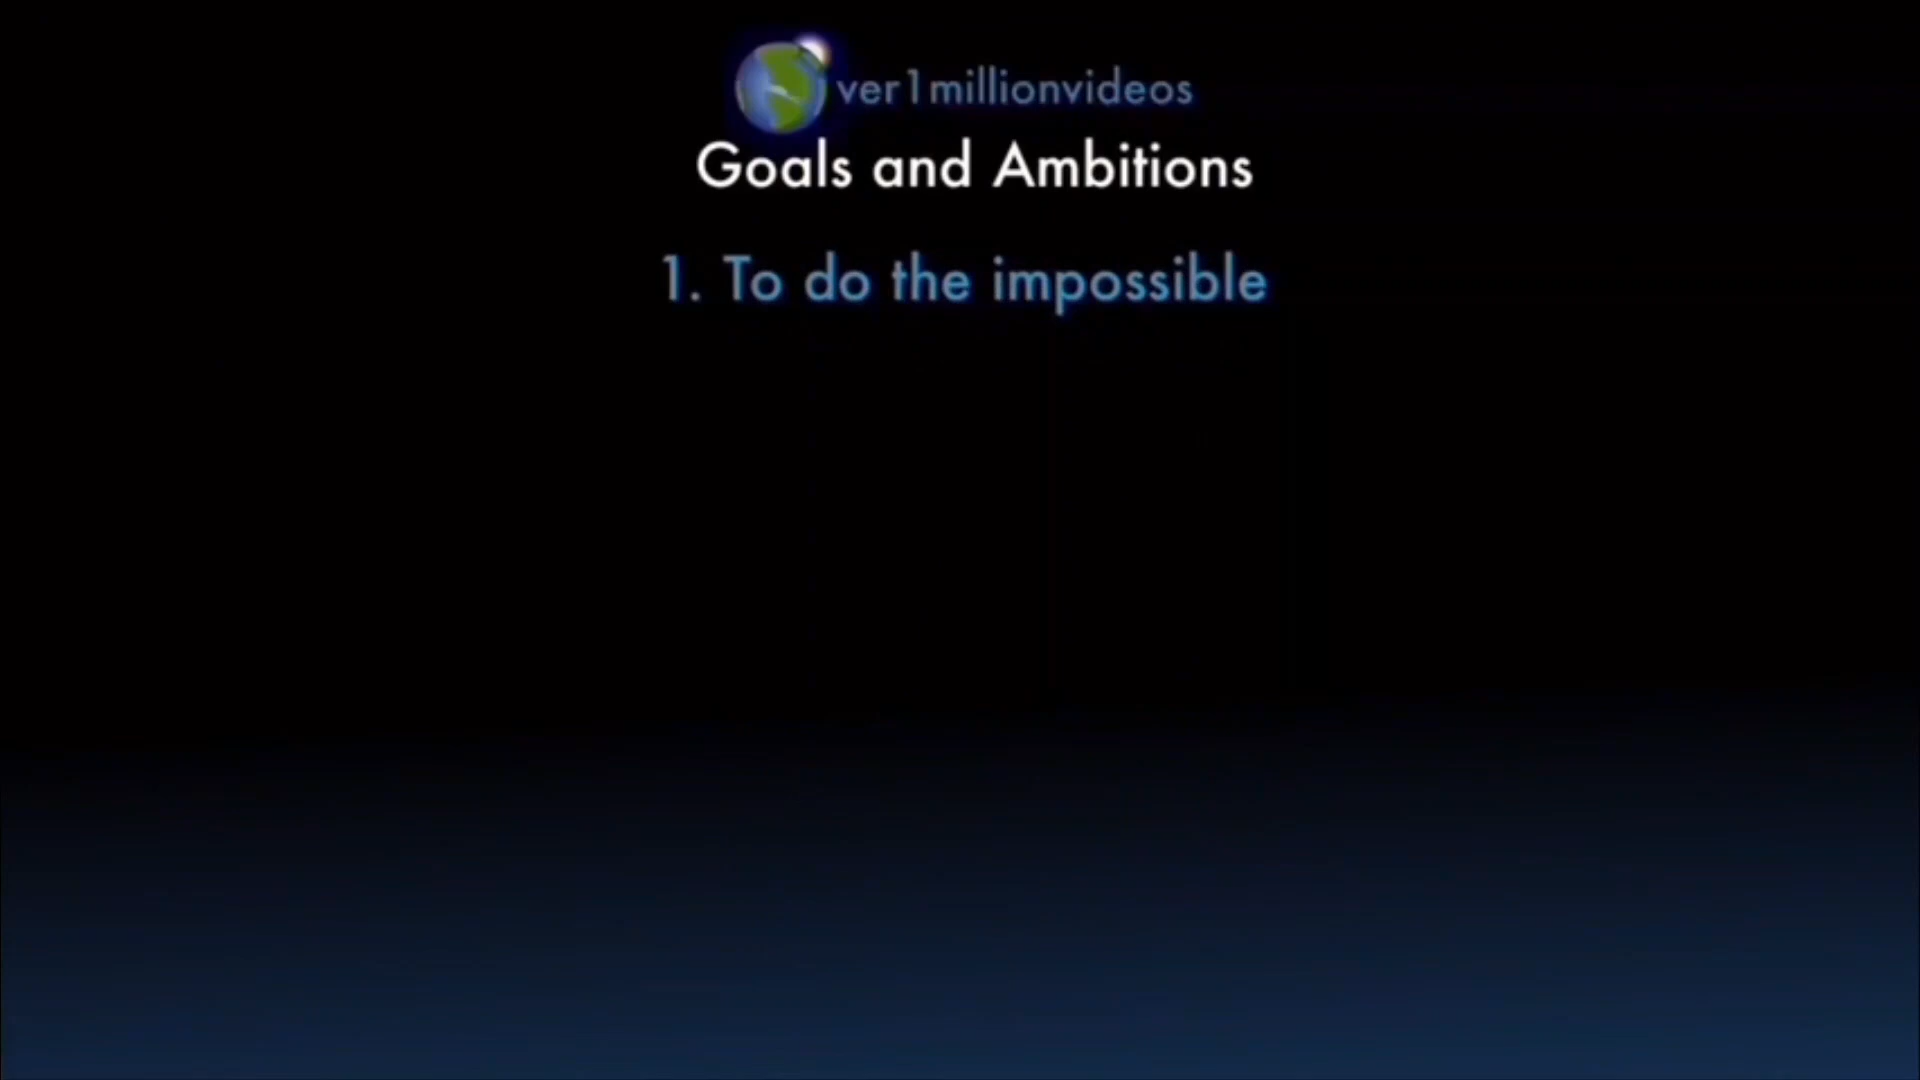 ver1millionvideos
Goals and Ambitions
1. To do the impossible